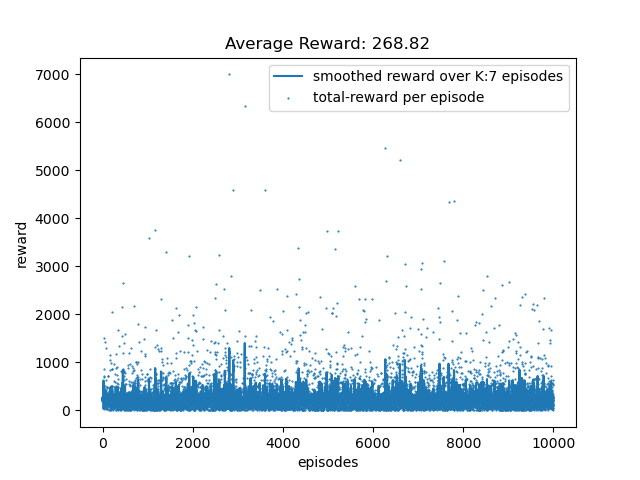 Average Reward: 268.82
smoothed reward over K:7 episodes
total-reward per episode
reward
7000
6000
5000
4000
3000
2000
1000
0
0 2000 4000 6000 8000 10000
episodes